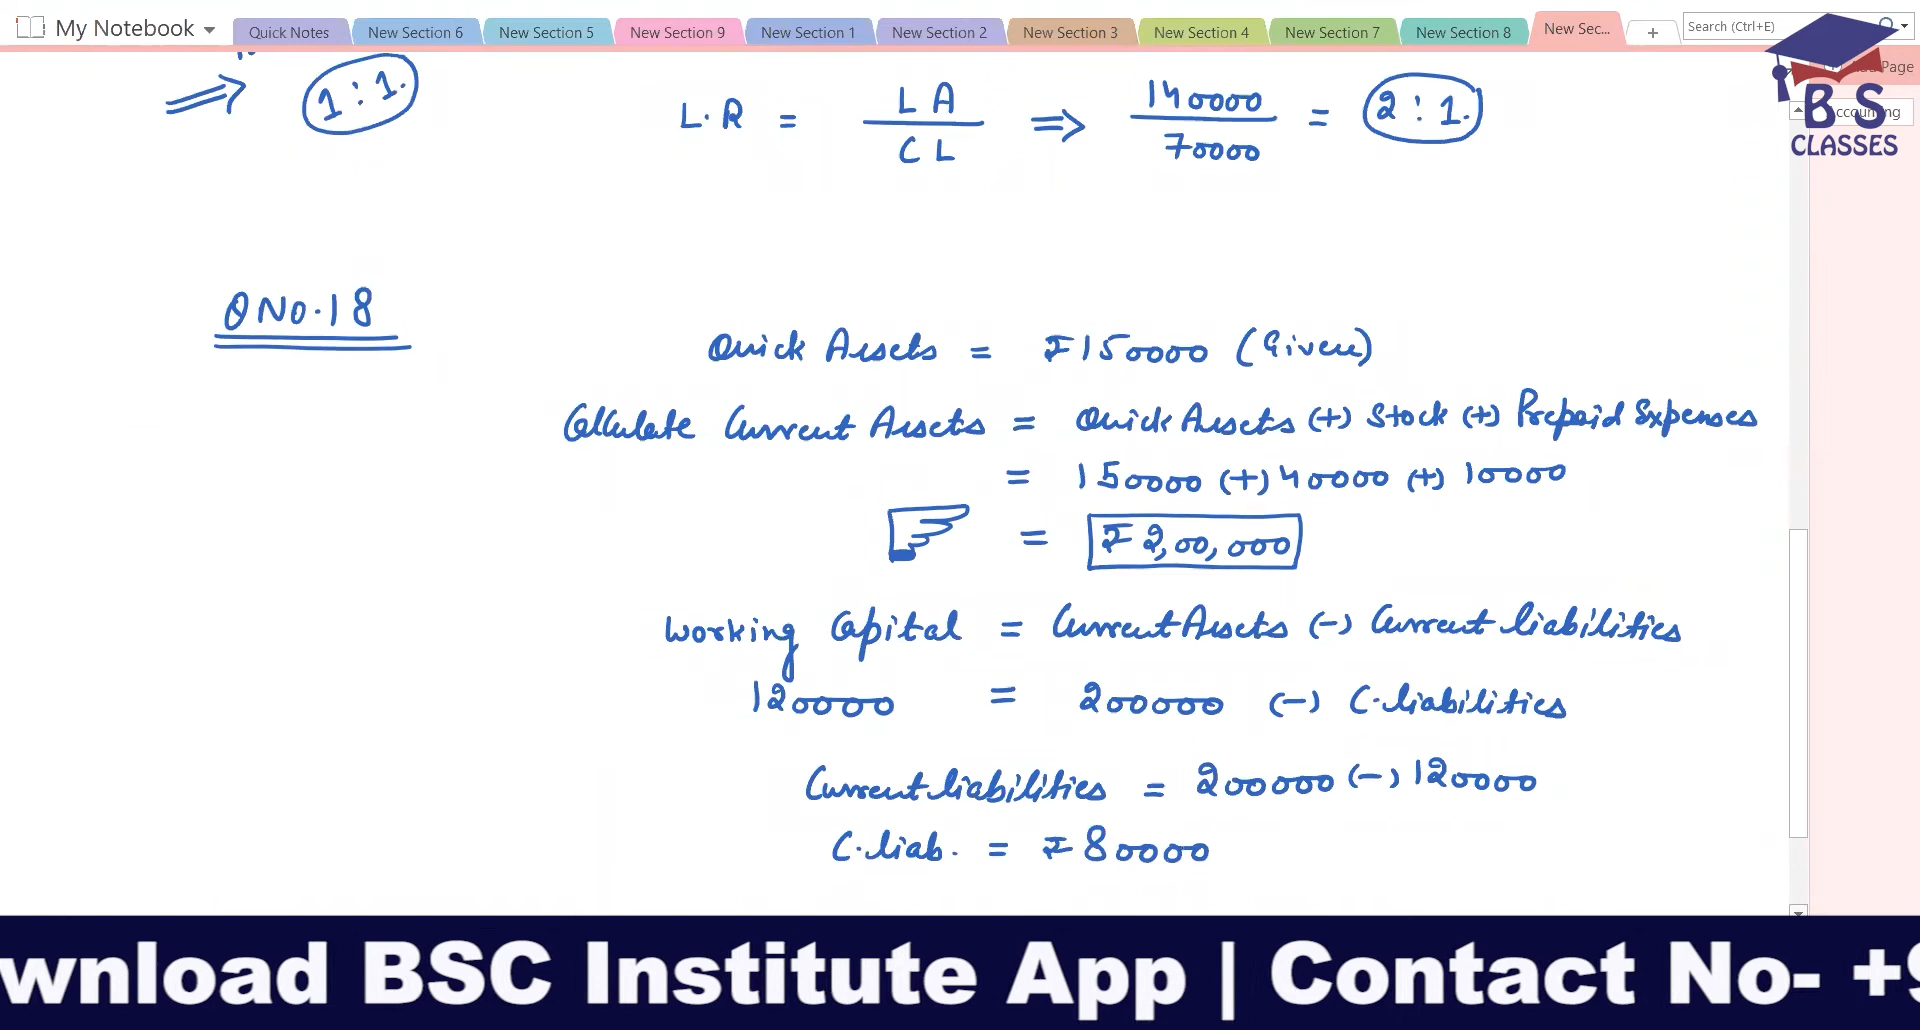 My Notebook
Quick Notes New Section 6 New Section 5 New Section 9 New Section 1 New Section 2 New Section 3 New Section 4 New Section 7 New Section 8 New Sec... +
Search (Ctrl+E)
Page
ccounting
BS
CLASSES
⇒ 1 : 1.
L.R = LA / CL ⇒ 140000 / 70000 = 2 : 1.
Q No. 18
Quick Assets = ₹150000 (Given)
Calculate Current Assets = Quick Assets (+) Stock (+) Prepaid Expenses
= 150000 (+) 40000 (+) 10000
= ₹2,00,000
Working Capital = Current Assets (-) Current liabilities
120000 = 200000 (-) C.liabilities
Current liabilities = 200000 (-) 120000
C.liab. = ₹80000
wnload BSC Institute App | Contact No- +9